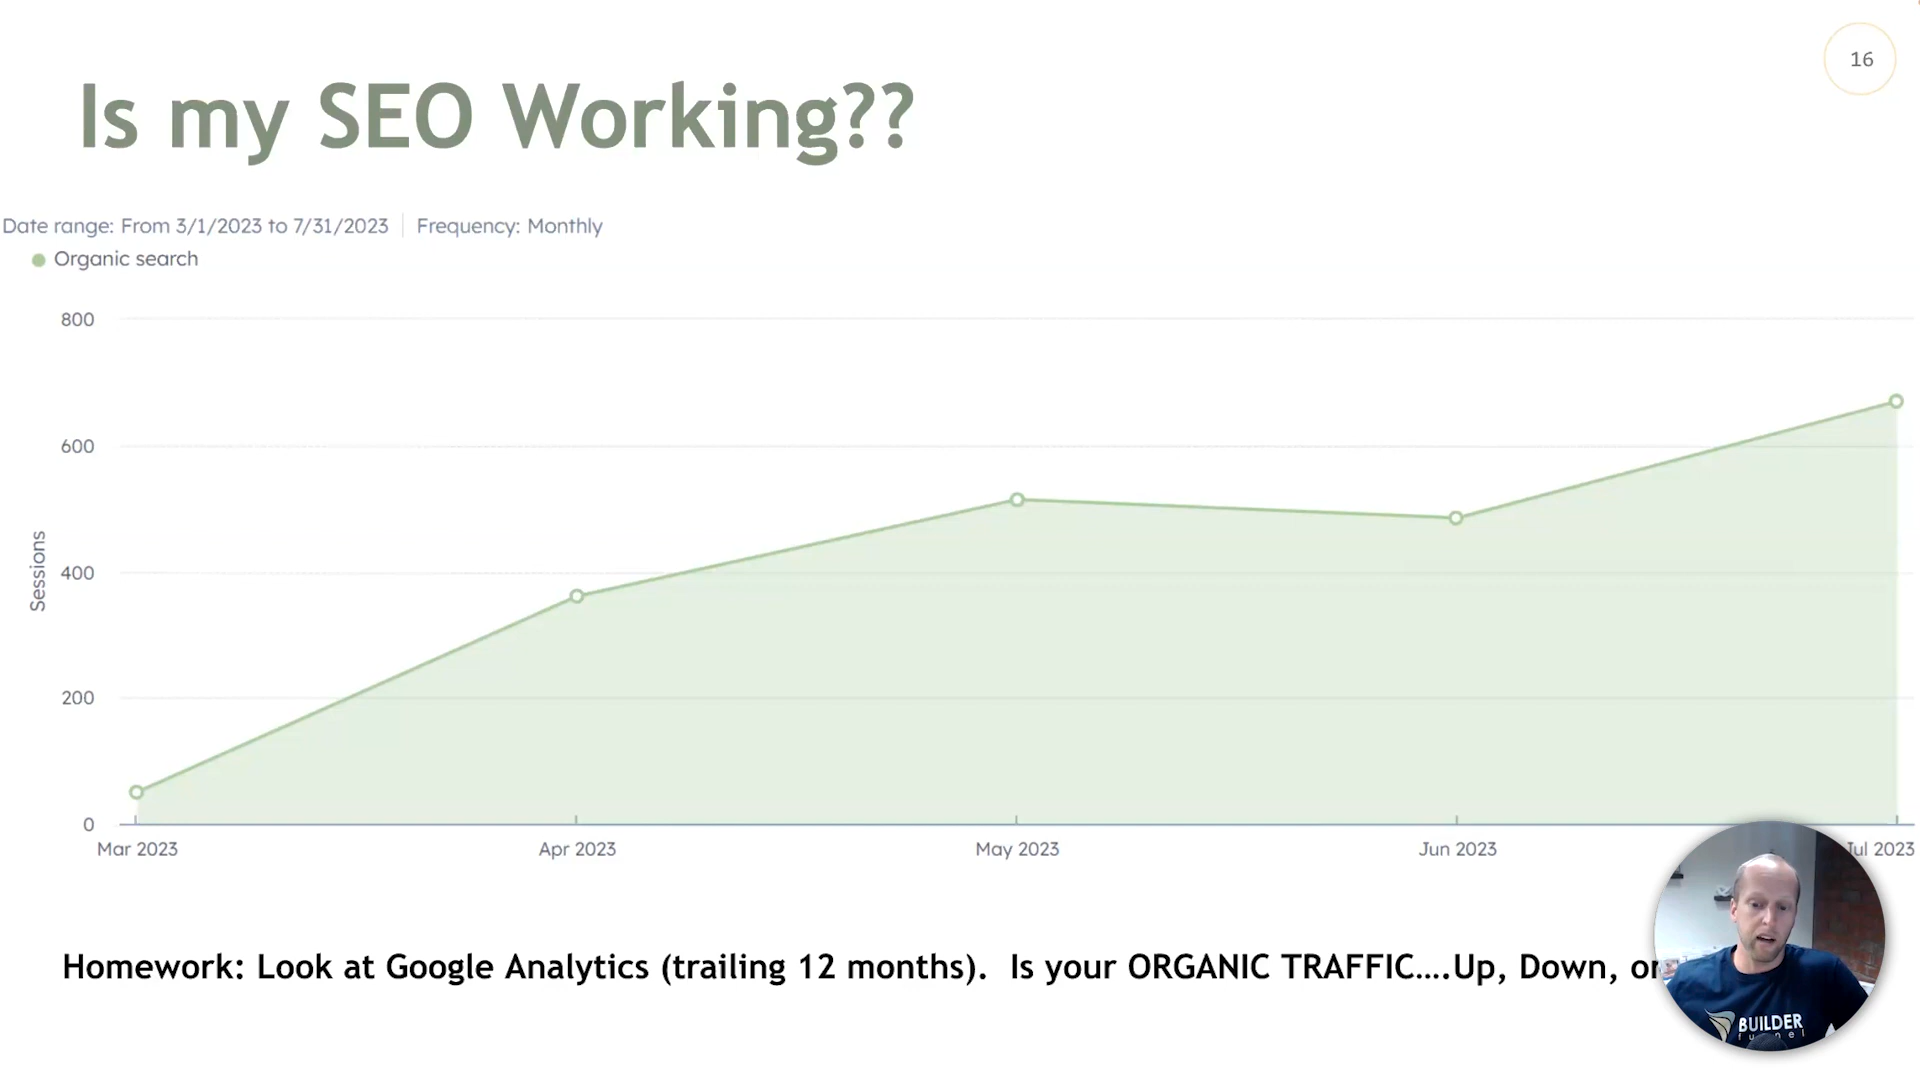 16
Is my SEO Working??
Date range: From 3/1/2023 to 7/31/2023 Frequency: Monthly
Organic search
800
600
400
200
0
Sessions
Mar 2023 Apr 2023 May 2023 Jun 2023 Jul 2023
Homework: Look at Google Analytics (trailing 12 months). Is your ORGANIC TRAFFIC....Up, Down, or
BUILDER
funnel